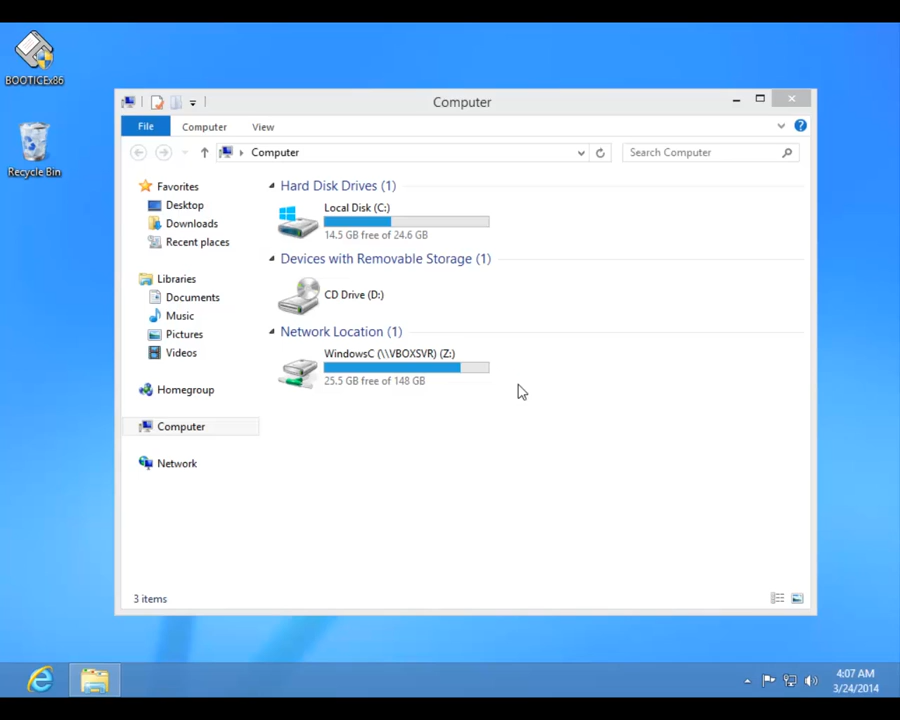 BOOTICEx86
Recycle Bin
Computer
File
Computer
View
Computer
Search Computer
Favorites
Desktop
Downloads
Recent places
Libraries
Documents
Music
Pictures
Videos
Homegroup
Computer
Network
Hard Disk Drives (1)
Local Disk (C:)
14.5 GB free of 24.6 GB
Devices with Removable Storage (1)
CD Drive (D:)
Network Location (1)
WindowsC (\\VBOXSVR) (Z:)
25.5 GB free of 148 GB
3 items
4:07 AM
3/24/2014